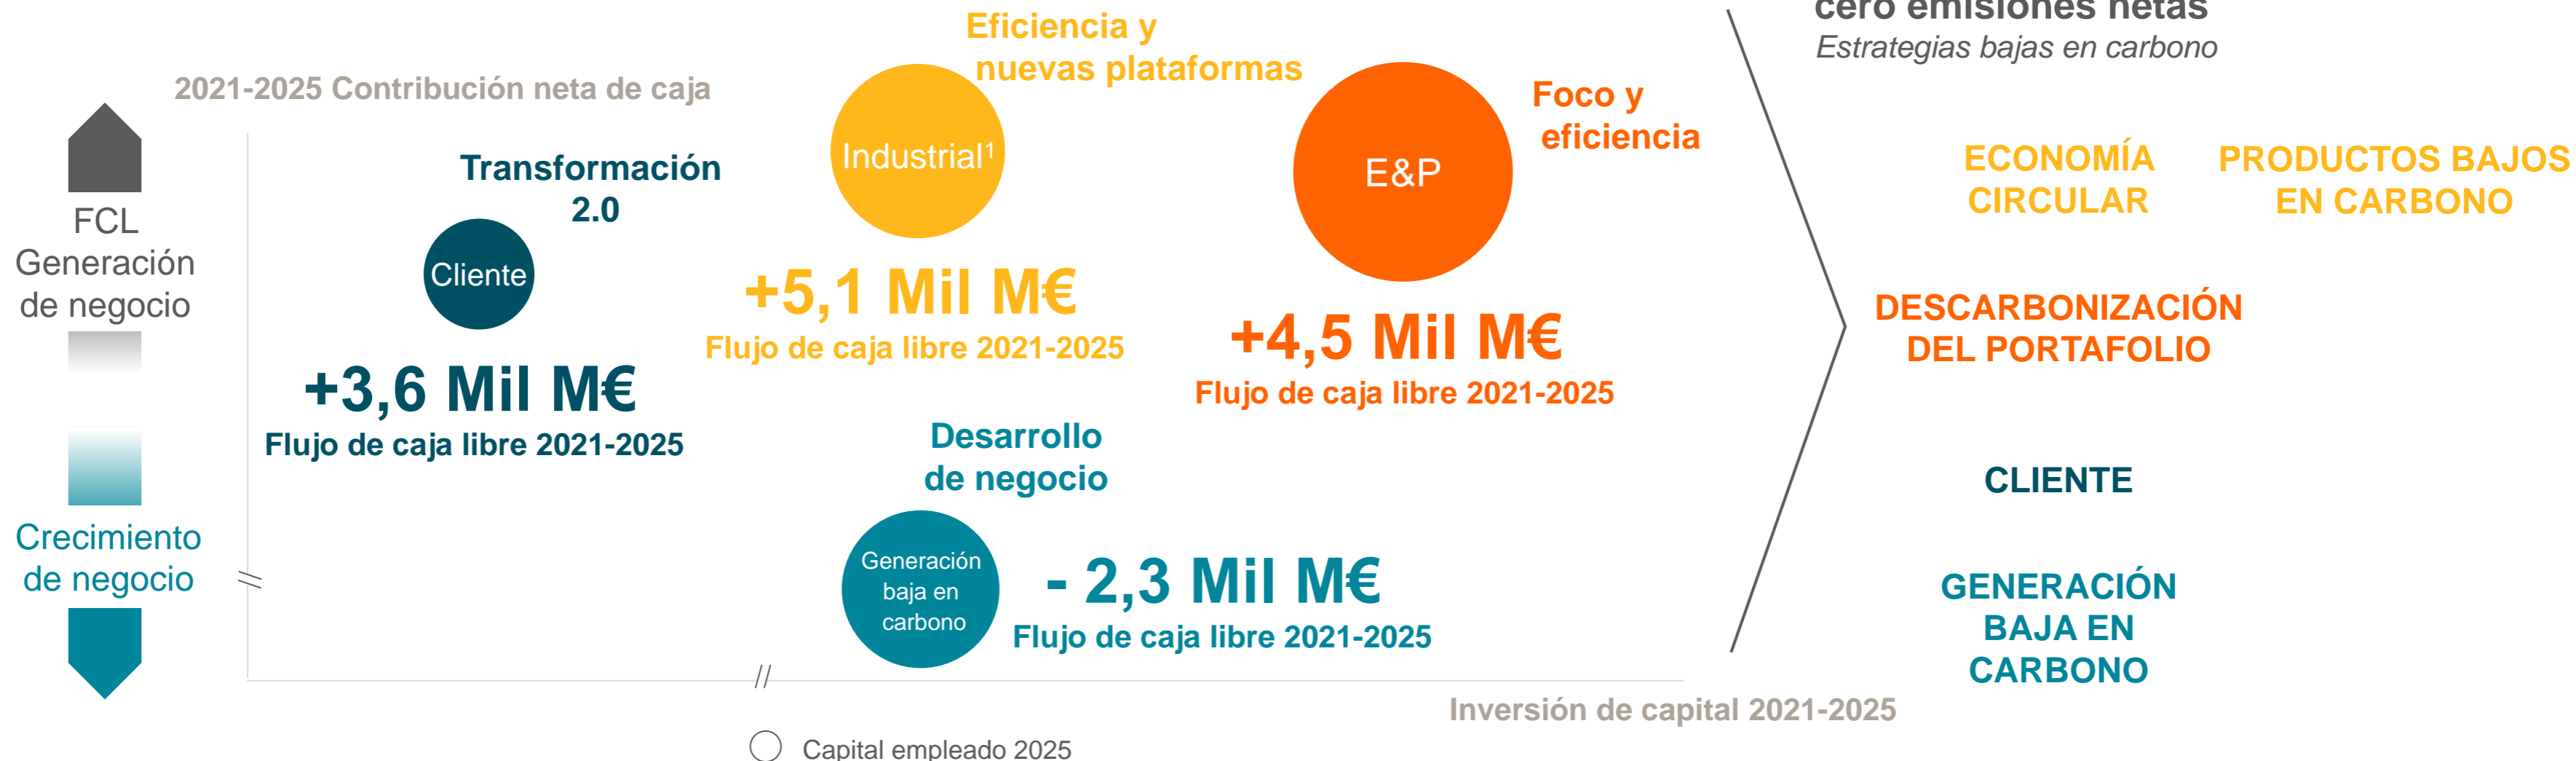 cero emisiones netas
Estrategias bajas en carbono
2021-2025 Contribución neta de caja
FCL
Generación
de negocio
Crecimiento
de negocio
Transformación
2.0
Cliente
+3,6 Mil M€
Flujo de caja libre 2021-2025
Eficiencia y
nuevas plataformas
Industrial¹
+5,1 Mil M€
Flujo de caja libre 2021-2025
Foco y
eficiencia
E&P
+4,5 Mil M€
Flujo de caja libre 2021-2025
Desarrollo
de negocio
Generación
baja en
carbono
- 2,3 Mil M€
Flujo de caja libre 2021-2025
Inversión de capital 2021-2025
Capital empleado 2025
ECONOMÍA
CIRCULAR
PRODUCTOS BAJOS
EN CARBONO
DESCARBONIZACIÓN
DEL PORTAFOLIO
CLIENTE
GENERACIÓN
BAJA EN
CARBONO